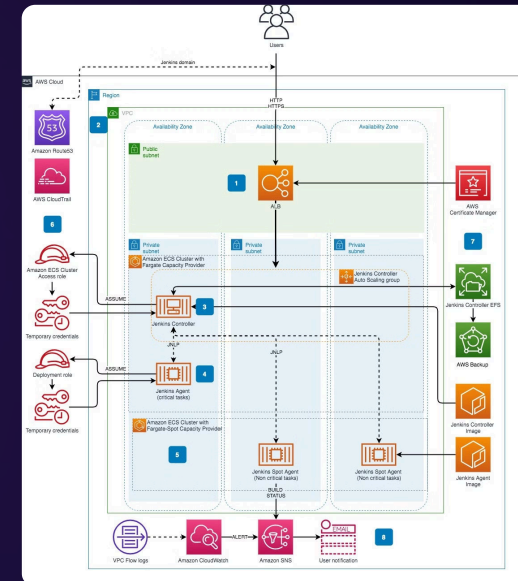 Users
Jenkins domain
aws
AWS Cloud
Region
HTTP
HTTPS
2
VPC
53
Availability Zone
Availability Zone
Availability Zone
Amazon Route53
Public
subnet
1
ALB
AWS CloudTrail
AWS
Certificate Manager
6
7
Private
subnet
Private
subnet
Private
subnet
Amazon ECS Cluster with
Fargate Capacity Provider
Jenkins Controller
Auto Scaling group
Amazon ECS Cluster
Access role
Jenkins Controller EFS
ASSUME
3
Jenkins Controller
Temporary credentials
JNLP
JNLP
AWS Backup
ASSUME
4
Deployment role
Jenkins Agent
(critical tasks)
Temporary credentials
Amazon ECS Cluster with
Fargate-Spot Capacity Provider
Jenkins Controller
Image
5
Jenkins Spot Agent
(Non critical tasks)
Jenkins Spot Agent
(Non critical tasks)
Jenkins Agent
Image
BUILD
STATUS
EMAIL
ALERT
8
VPC Flow logs
Amazon CloudWatch
Amazon SNS
User notification